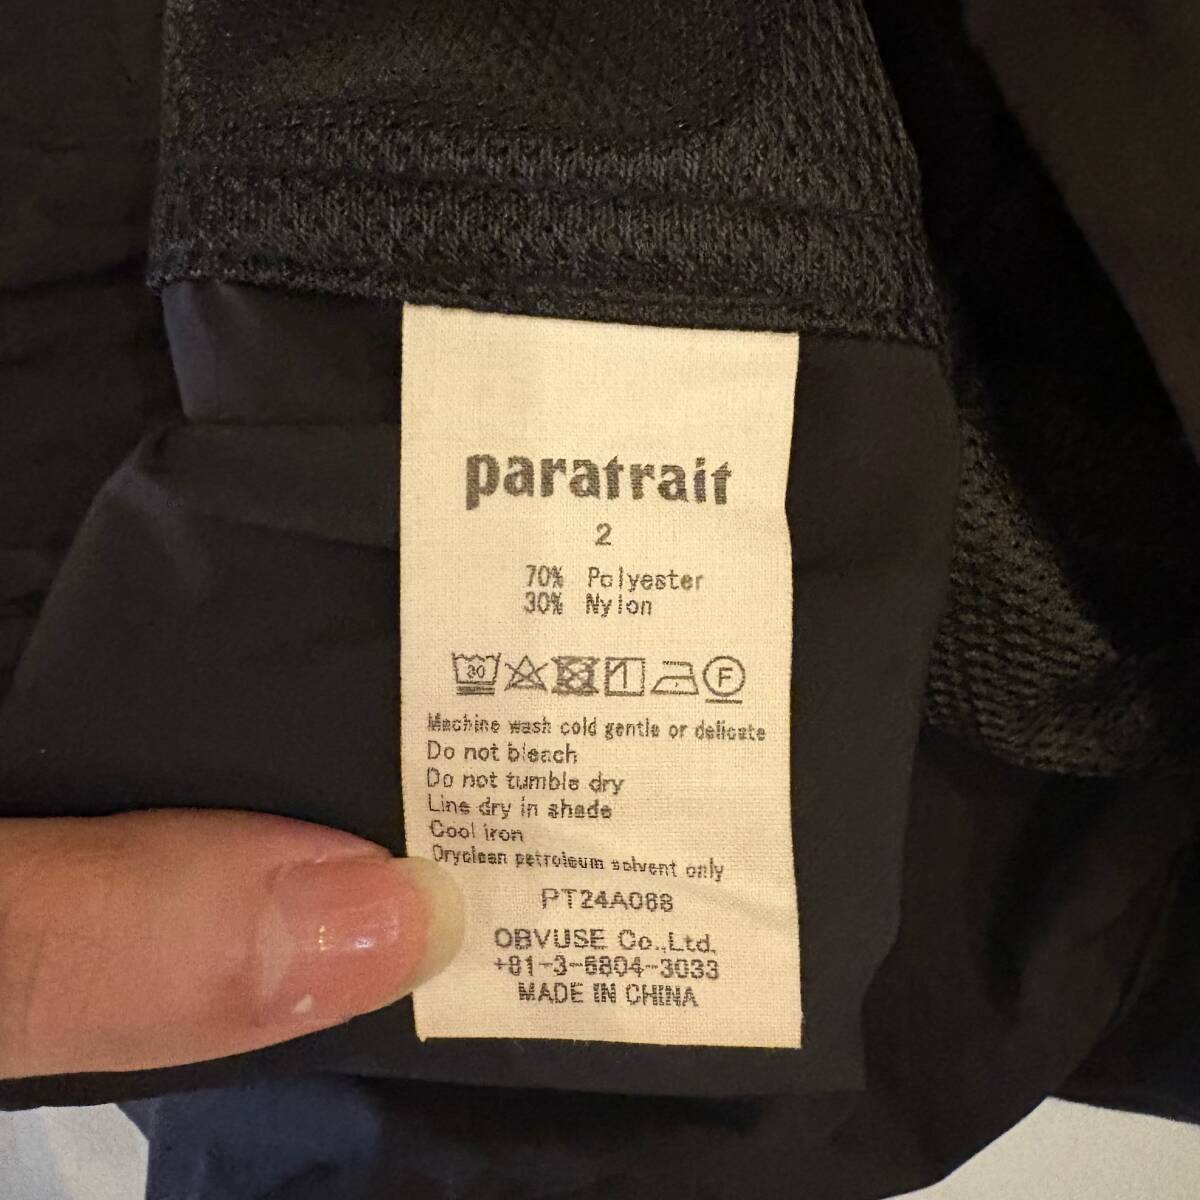 paratrait
2
70% Polyester
30% Nylon
30
F
Machine wash cold gentle or delicate
Do not bleach
Do not tumble dry
Line dry in shade
Cool iron
Dryclean petroleum solvent only
PT24A068
OBVUSE Co.,Ltd.
+81-3-6804-3033
MADE IN CHINA